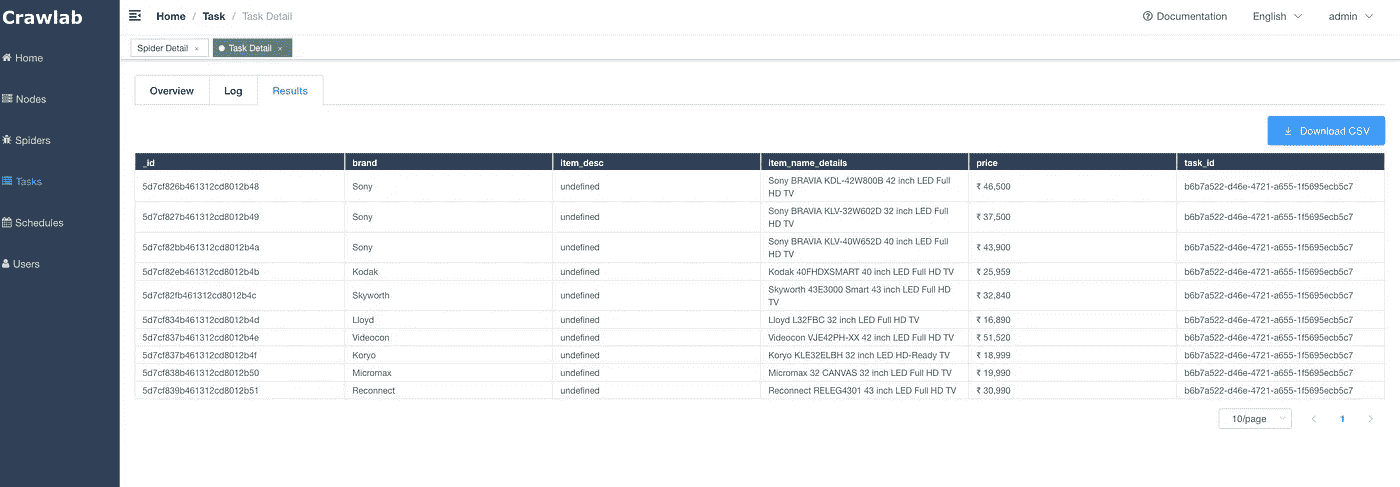 Crawlab
Home / Task / Task Detail
Documentation
English
admin
Spider Detail ×
Task Detail ×
Home
Nodes
Spiders
Tasks
Schedules
Users
Overview
Log
Results
Download CSV
_id brand item_desc item_name_details price task_id
5d7cf826b461312cd8012b48 Sony undefined Sony BRAVIA KDL-42W800B 42 inch LED Full
HD TV
₹ 46,500 b6b7a522-d46e-4721-a655-1f5695ecb5c7
5d7cf827b461312cd8012b49 Sony undefined Sony BRAVIA KLV-32W602D 32 inch LED Full
HD TV
₹ 37,500 b6b7a522-d46e-4721-a655-1f5695ecb5c7
5d7cf82bb461312cd8012b4a Sony undefined Sony BRAVIA KLV-40W652D 40 inch LED Full
HD TV
₹ 43,900 b6b7a522-d46e-4721-a655-1f5695ecb5c7
5d7cf82eb461312cd8012b4b Kodak undefined Kodak 40FHDXSMART 40 inch LED Full HD TV ₹ 25,959 b6b7a522-d46e-4721-a655-1f5695ecb5c7
5d7cf82fb461312cd8012b4c Skyworth undefined Skyworth 43E3000 Smart 43 inch LED Full HD
TV
₹ 32,840 b6b7a522-d46e-4721-a655-1f5695ecb5c7
5d7cf834b461312cd8012b4d Lloyd undefined Lloyd L32FBC 32 inch LED Full HD TV ₹ 16,890 b6b7a522-d46e-4721-a655-1f5695ecb5c7
5d7cf837b461312cd8012b4e Videocon undefined Videocon VJE42PH-XX 42 inch LED Full HD TV ₹ 51,520 b6b7a522-d46e-4721-a655-1f5695ecb5c7
5d7cf837b461312cd8012b4f Koryo undefined Koryo KLE32ELBH 32 inch LED HD-Ready TV ₹ 18,999 b6b7a522-d46e-4721-a655-1f5695ecb5c7
5d7cf838b461312cd8012b50 Micromax undefined Micromax 32 CANVAS 32 inch LED Full HD TV ₹ 19,990 b6b7a522-d46e-4721-a655-1f5695ecb5c7
5d7cf839b461312cd8012b51 Reconnect undefined Reconnect RELEG4301 43 inch LED Full HD TV ₹ 30,990 b6b7a522-d46e-4721-a655-1f5695ecb5c7
10/page
1